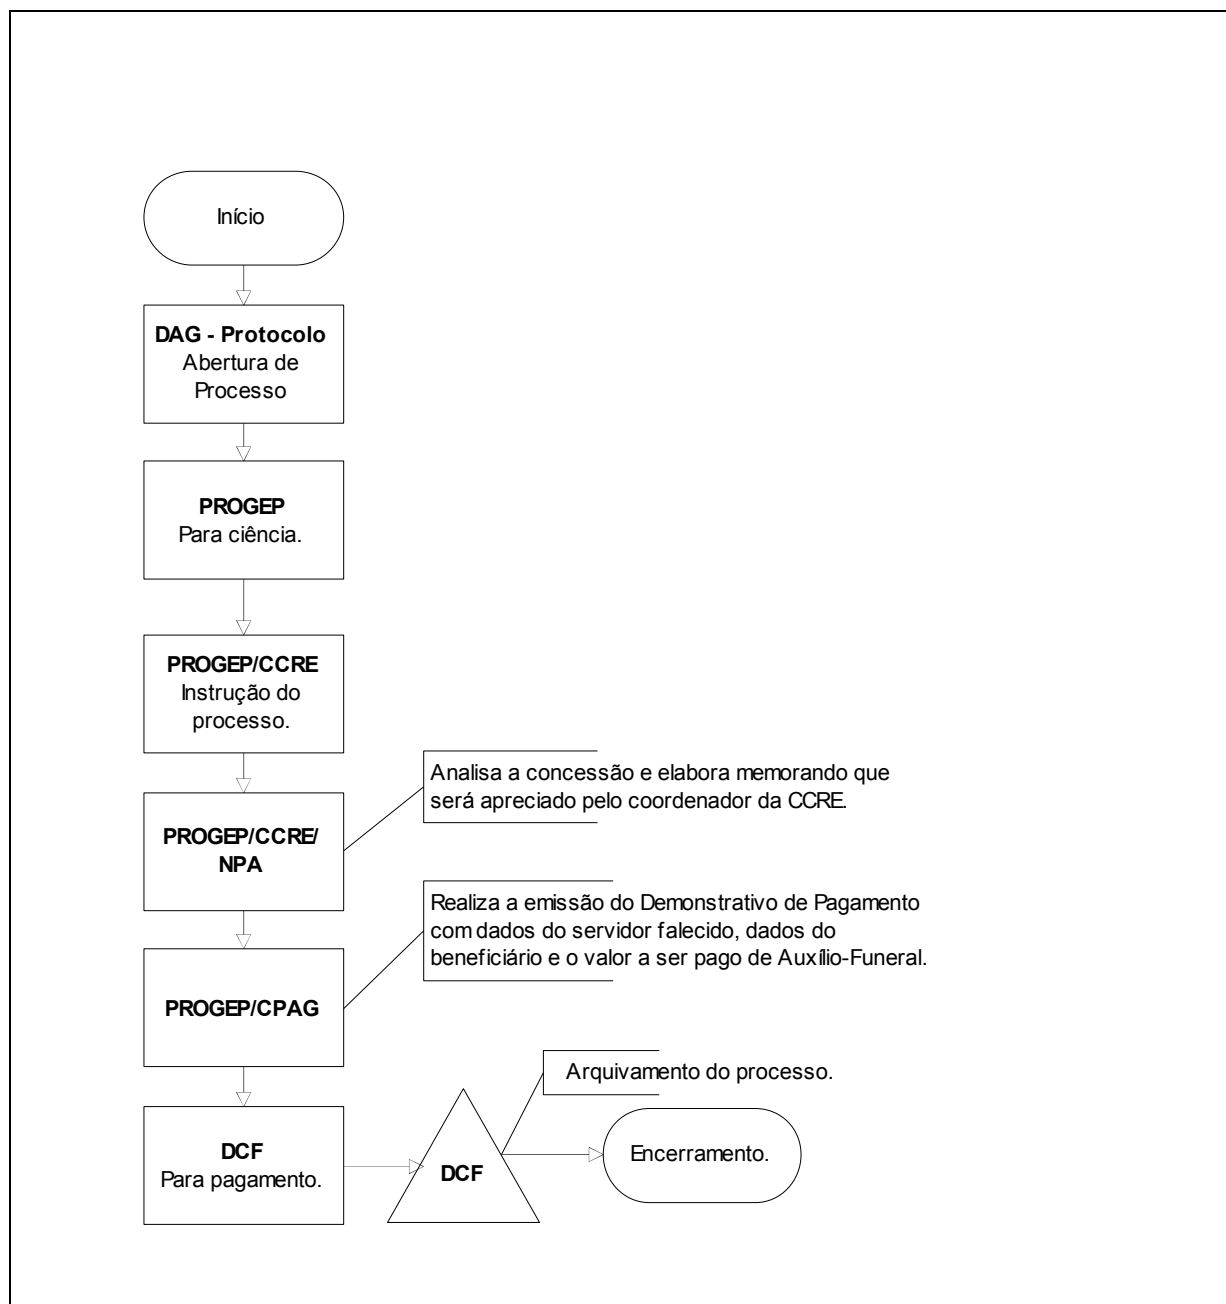 Início
DAG - Protocolo
Abertura de
Processo
PROGEP
Para ciência.
PROGEP/CCRE
Instrução do
processo.
Analisa a concessão e elabora memorando que
será apreciado pelo coordenador da CCRE.
PROGEP/CCRE/
NPA
Realiza a emissão do Demonstrativo de Pagamento
com dados do servidor falecido, dados do
beneficiário e o valor a ser pago de Auxílio-Funeral.
PROGEP/CPAG
Arquivamento do processo.
DCF
Para pagamento.
DCF
Encerramento.